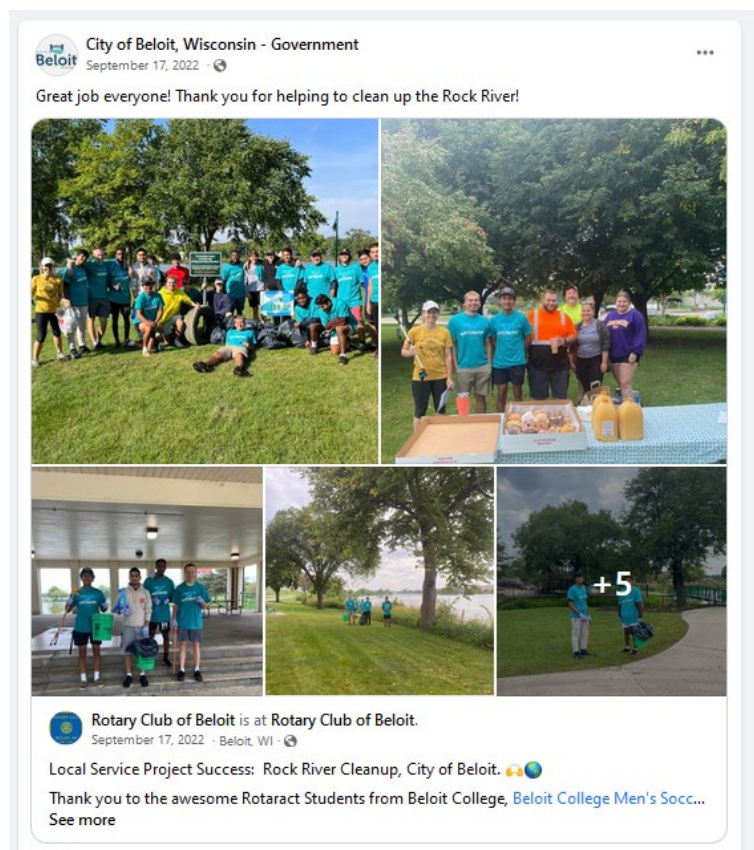 Beloit
City of Beloit, Wisconsin - Government
September 17, 2022 ·
Great job everyone! Thank you for helping to clean up the Rock River!
+5
Rotary Club of Beloit is at Rotary Club of Beloit.
September 17, 2022 · Beloit, WI ·
Local Service Project Success: Rock River Cleanup, City of Beloit. 🙌🌎
Thank you to the awesome Rotaract Students from Beloit College, Beloit College Men's Socc...
See more